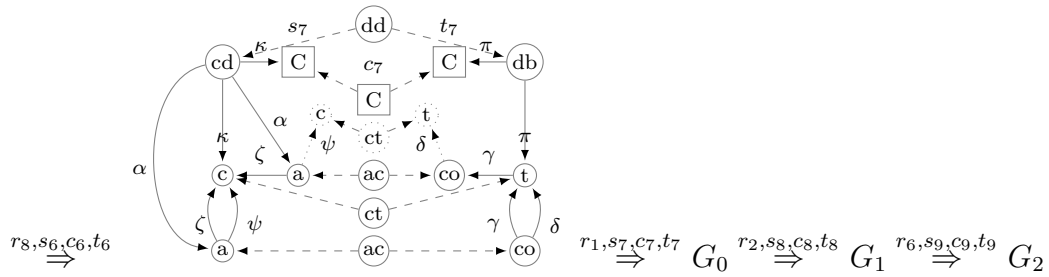 dd
s₇ t₇
cd κ C c₇ C π db
C
c ct t
α κ α ψ δ π
c ζ a ac co γ t
α ct
ζ ψ γ δ
a ac co
r₈,s₆,c₆,t₆ ⇒ r₁,s₇,c₇,t₇ ⇒ G₀ r₂,s₈,c₈,t₈ ⇒ G₁ r₆,s₉,c₉,t₉ ⇒ G₂